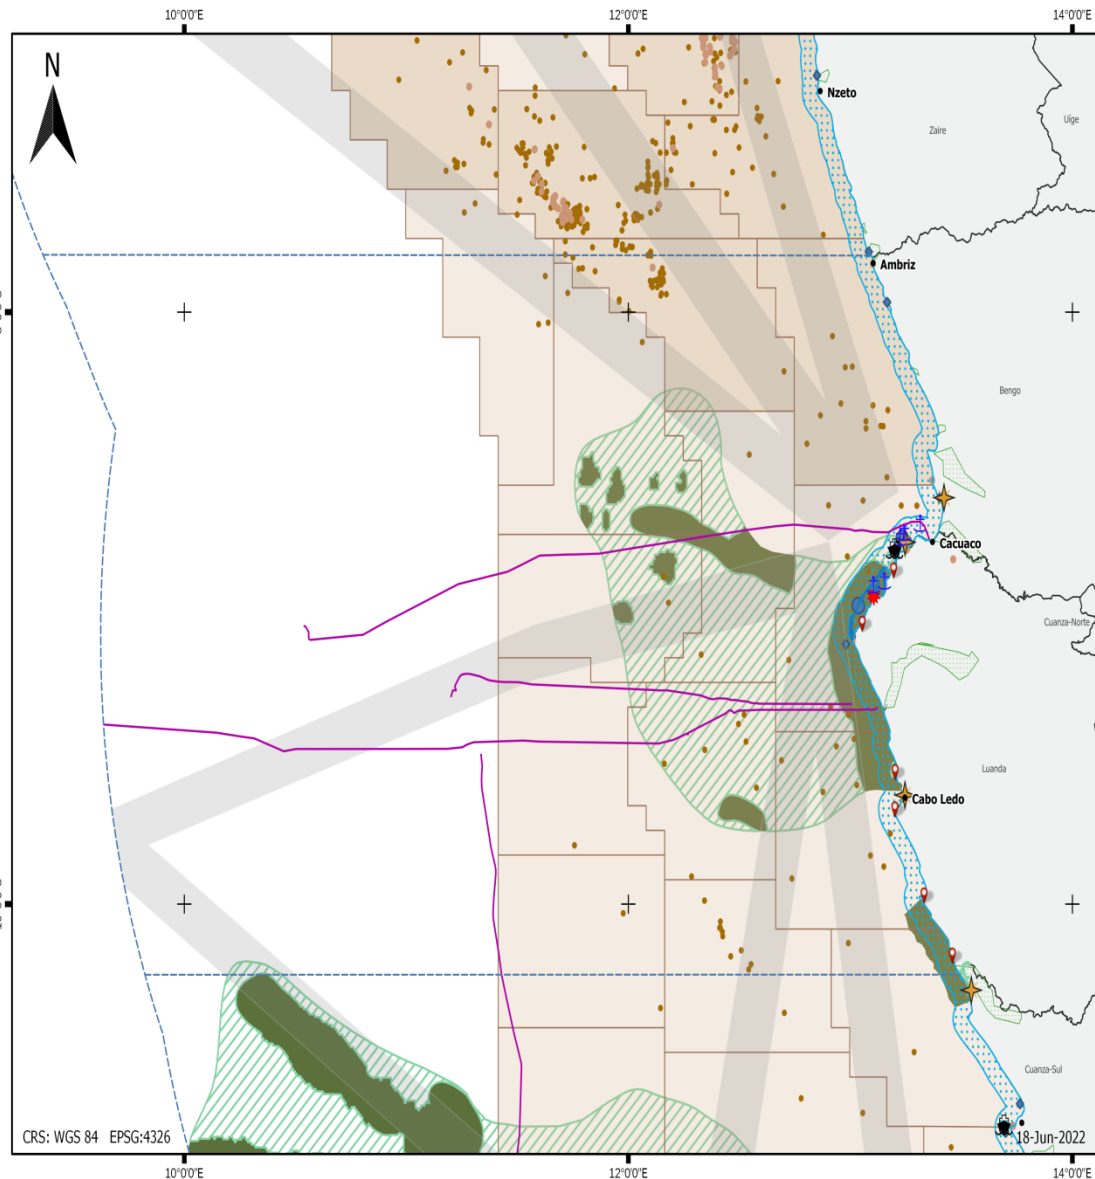 10°0'0"E
12°0'0"E
14°0'0"E
N
Nzeto
Zaire
Uíge
Ambriz
Bengo
Cacuaco
Cuanza-Norte
Luanda
Cabo Ledo
Cuanza-Sul
CRS: WGS 84 EPSG:4326
18-Jun-2022
10°0'0"E
12°0'0"E
14°0'0"E